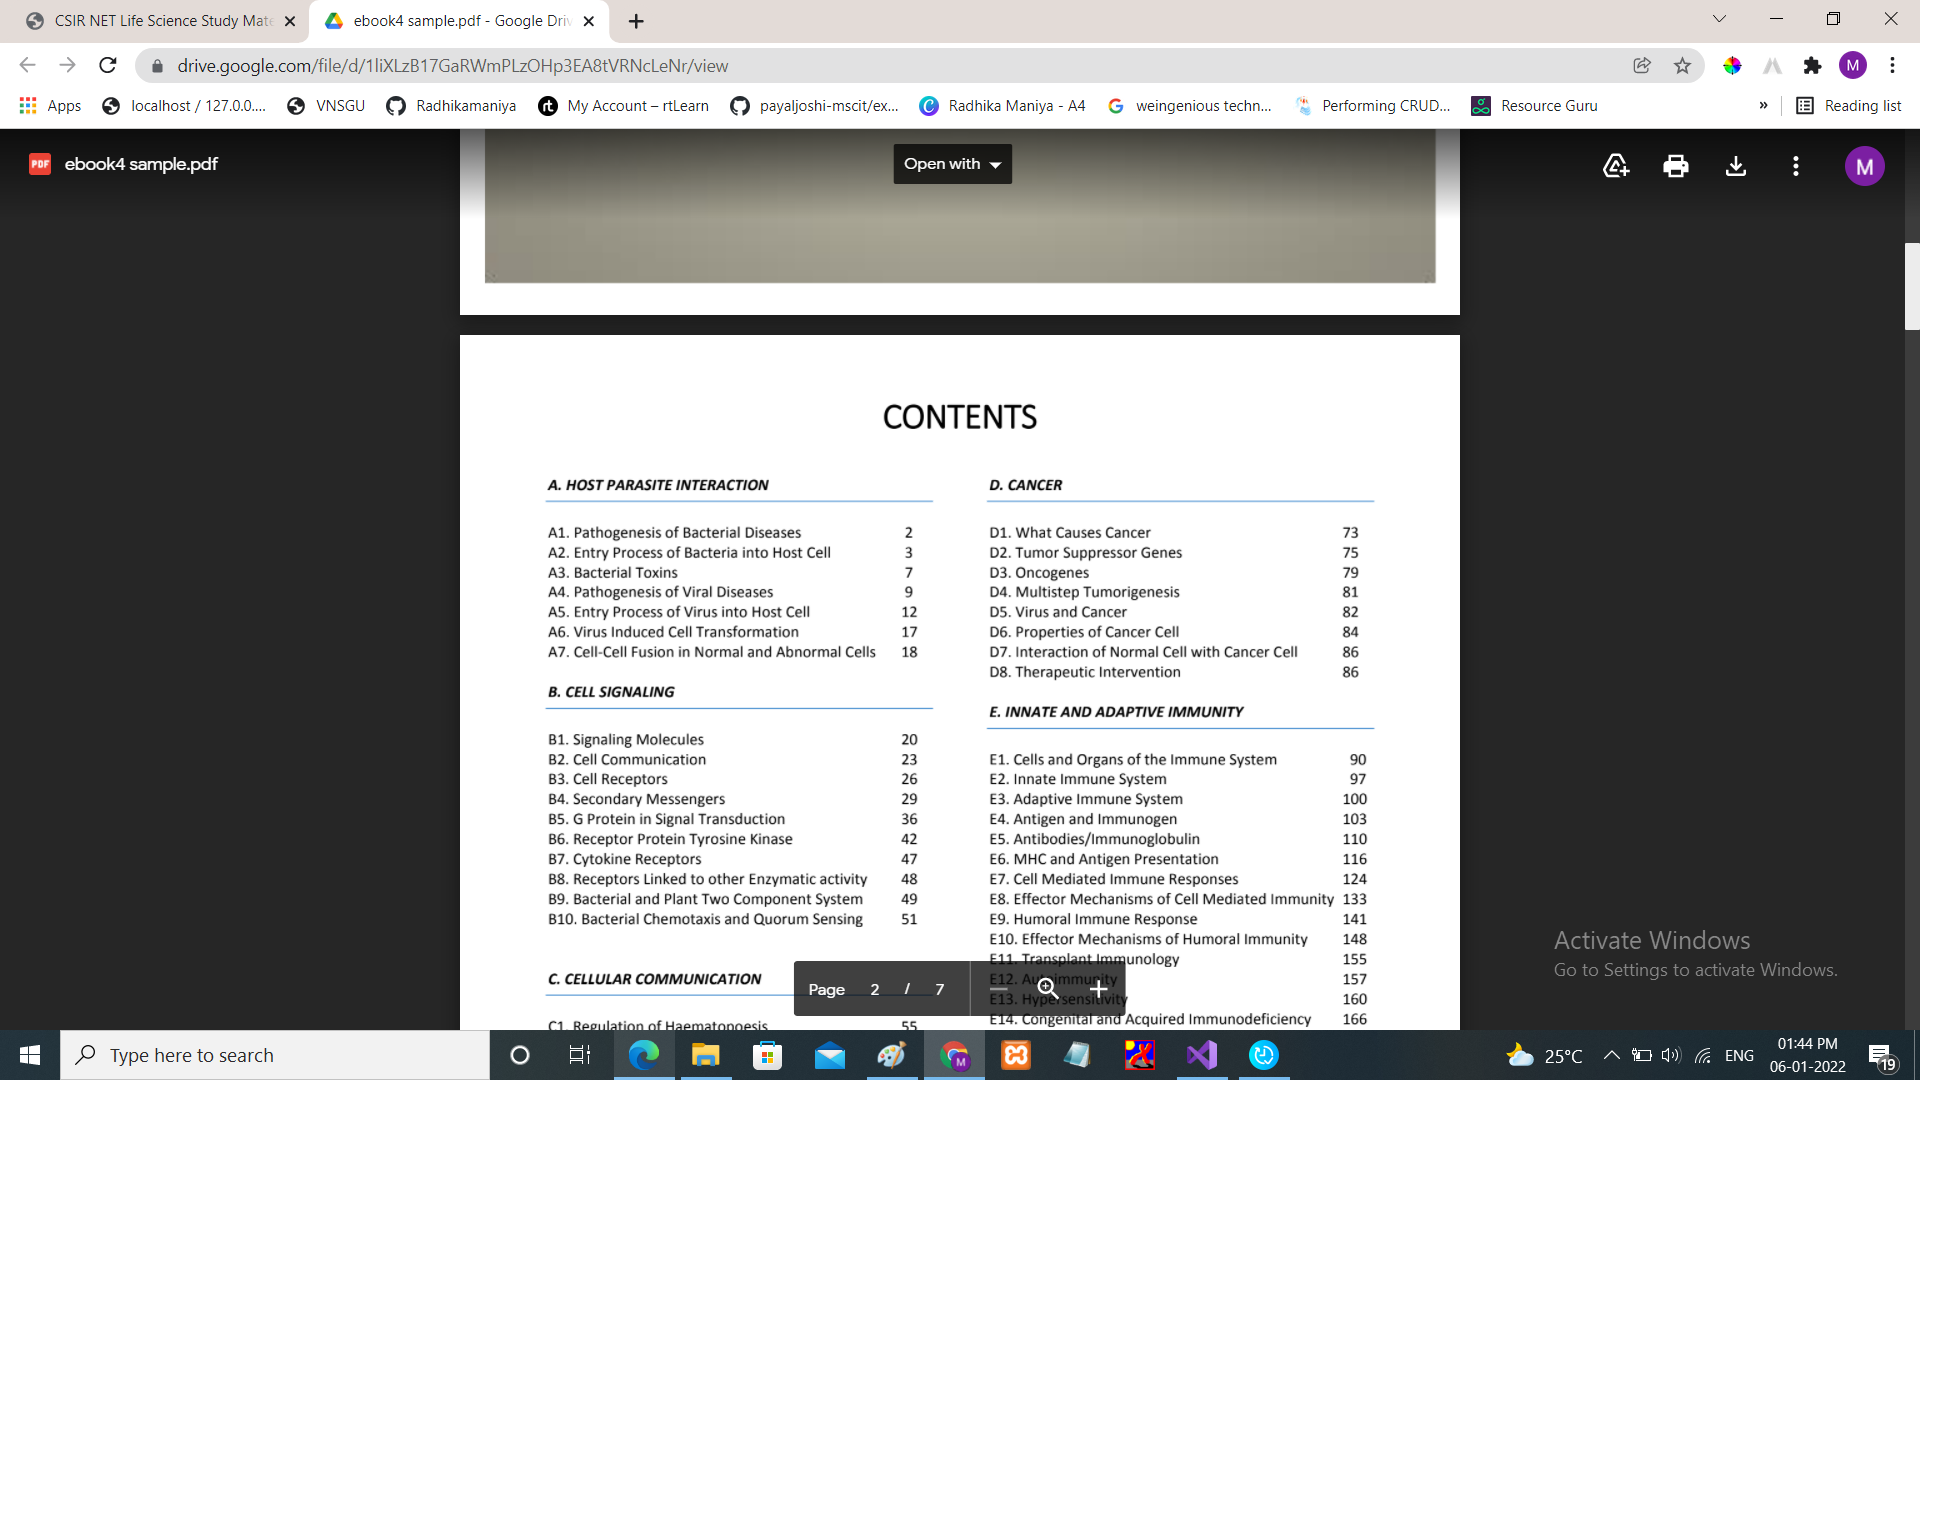 CSIR NET Life Science Study Mate
ebook4 sample.pdf - Google Driv
drive.google.com/file/d/1liXLzB17GaRWmPLzOHp3EA8tVRNcLeNr/view
M
Apps
localhost / 127.0.0....
VNSGU
Radhikamaniya
rt
My Account – rtLearn
payaljoshi-mscit/ex...
Radhika Maniya - A4
weingenious techn...
Performing CRUD...
Resource Guru
»
Reading list
PDF
ebook4 sample.pdf
Open with
M
CONTENTS
A. HOST PARASITE INTERACTION
A1. Pathogenesis of Bacterial Diseases 2
A2. Entry Process of Bacteria into Host Cell 3
A3. Bacterial Toxins 7
A4. Pathogenesis of Viral Diseases 9
A5. Entry Process of Virus into Host Cell 12
A6. Virus Induced Cell Transformation 17
A7. Cell-Cell Fusion in Normal and Abnormal Cells 18
B. CELL SIGNALING
B1. Signaling Molecules 20
B2. Cell Communication 23
B3. Cell Receptors 26
B4. Secondary Messengers 29
B5. G Protein in Signal Transduction 36
B6. Receptor Protein Tyrosine Kinase 42
B7. Cytokine Receptors 47
B8. Receptors Linked to other Enzymatic activity 48
B9. Bacterial and Plant Two Component System 49
B10. Bacterial Chemotaxis and Quorum Sensing 51
C. CELLULAR COMMUNICATION
C1. Regulation of Haematopoesis 55
D. CANCER
D1. What Causes Cancer 73
D2. Tumor Suppressor Genes 75
D3. Oncogenes 79
D4. Multistep Tumorigenesis 81
D5. Virus and Cancer 82
D6. Properties of Cancer Cell 84
D7. Interaction of Normal Cell with Cancer Cell 86
D8. Therapeutic Intervention 86
E. INNATE AND ADAPTIVE IMMUNITY
E1. Cells and Organs of the Immune System 90
E2. Innate Immune System 97
E3. Adaptive Immune System 100
E4. Antigen and Immunogen 103
E5. Antibodies/Immunoglobulin 110
E6. MHC and Antigen Presentation 116
E7. Cell Mediated Immune Responses 124
E8. Effector Mechanisms of Cell Mediated Immunity 133
E9. Humoral Immune Response 141
E10. Effector Mechanisms of Humoral Immunity 148
E11. Transplant Immunology 155
E12. Autoimmunity 157
E13. Hypersensitivity 160
E14. Congenital and Acquired Immunodeficiency 166
Page 2 / 7
Activate Windows
Go to Settings to activate Windows.
Type here to search
M
25°C
ENG
01:44 PM
06-01-2022
19